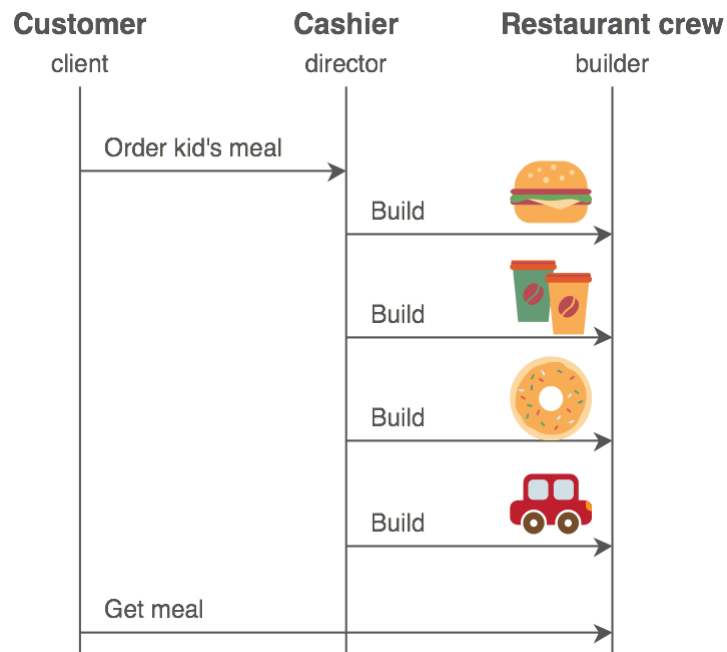 Customer
Cashier
Restaurant crew
client
director
builder
Order kid's meal
Build
Build
Build
Build
Get meal